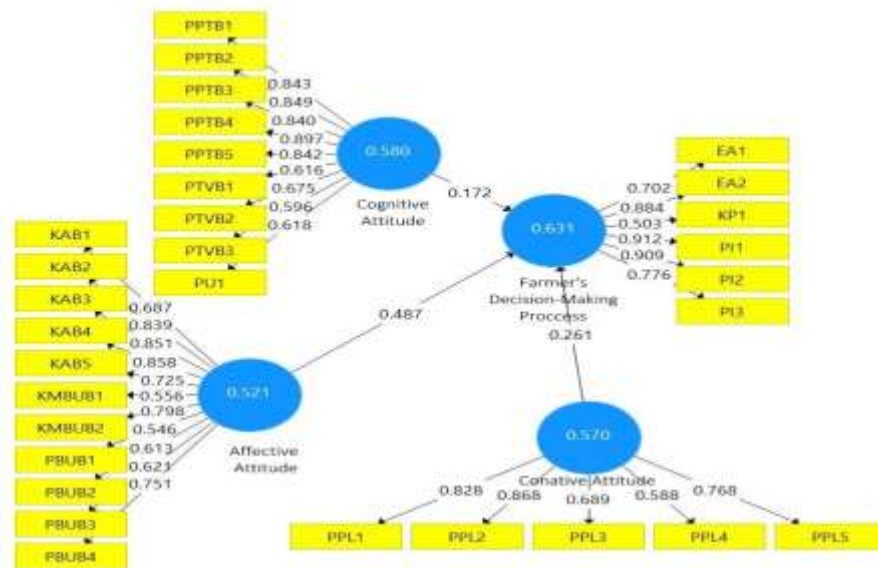 PPTB1
PPTB2
PPTB3
PPTB4
PPTB5
PTVB1
PTVB2
PTVB3
PU1
0.843
0.849
0.840
0.897
0.842
0.616
0.675
0.596
0.618
0.580
Cognitive
Attitude
0.172
0.631
Farmer's
Decision-Making
Proccess
0.702
0.884
0.503
0.912
0.909
0.776
EA1
EA2
KP1
PI1
PI2
PI3
KAB1
KAB2
KAB3
KAB4
KAB5
KMBUB1
KMBUB2
PBUB1
PBUB2
PBUB3
PBUB4
0.687
0.839
0.851
0.858
0.725
0.556
0.798
0.546
0.613
0.621
0.751
0.521
Affective
Attitude
0.487
0.261
0.570
Conative Attitude
0.828
0.868
0.689
0.588
0.768
PPL1
PPL2
PPL3
PPL4
PPL5